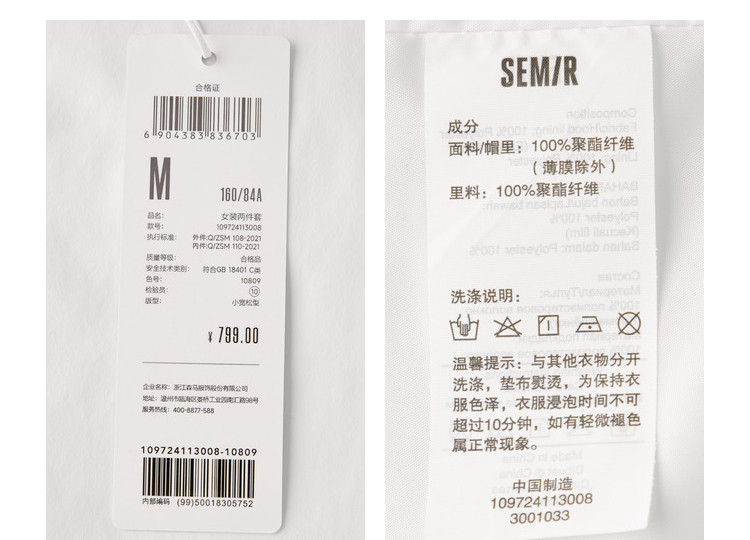 合格证
6 904383 836703
M
160/84A
品名： 女装两件套
款号： 109724113008
执行标准： 外件:Q/ZSM 108-2021
内件:Q/ZSM 110-2021
质量等级： 合格品
安全技术类别： 符合GB 18401 C类
色号： 10809
检验员： ⑩
版型： 小宽松型
¥ 799.00
企业名称：浙江森马服饰股份有限公司
地址：温州市瓯海区娄桥工业园南汇路98号
服务热线：400-8877-588
109724113008-10809
内部编码 (99)50018305752
SEMIR
成分
面料/帽里：100%聚酯纤维
（薄膜除外）
里料：100%聚酯纤维
洗涤说明：
温馨提示：与其他衣物分开
洗涤，垫布熨烫，为保持衣
服色泽，衣服浸泡时间不可
超过10分钟，如有轻微褪色
属正常现象。
中国制造
109724113008
3001033